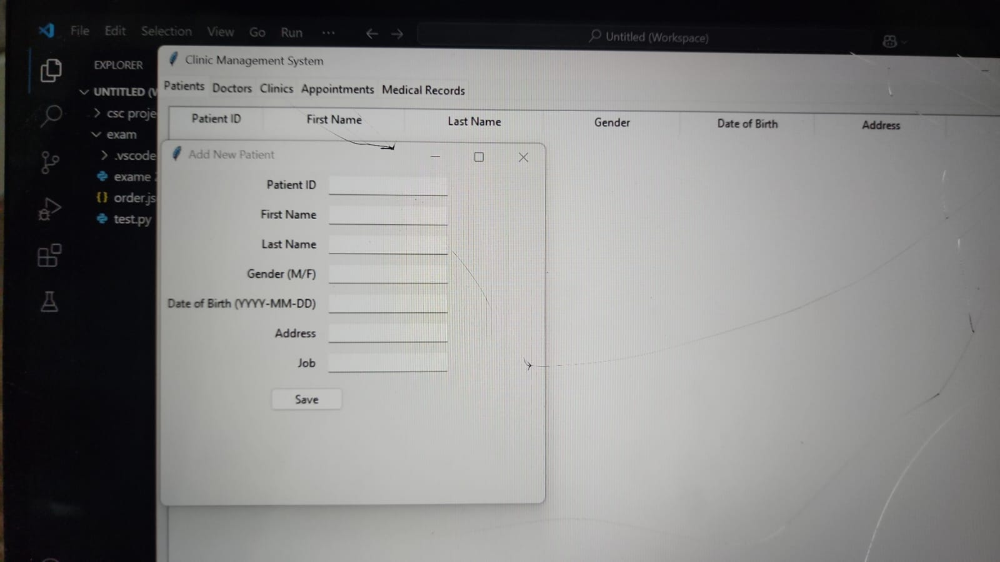 File Edit Selection View Go Run ...
Untitled (Workspace)
EXPLORER
UNTITLED (
csc proje
exam
.vscode
exame
order.js
test.py
Clinic Management System
Patients Doctors Clinics Appointments Medical Records
Patient ID First Name Last Name Gender Date of Birth Address
Add New Patient
Patient ID
First Name
Last Name
Gender (M/F)
Date of Birth (YYYY-MM-DD)
Address
Job
Save